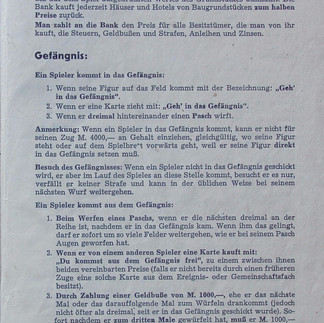 Bank kauft jederzeit Häuser und Hotels von Baugrundstücken zum halben
Preise zurück.
Man zahlt an die Bank den Preis für alle Besitztümer, die man von ihr
kauft, die Steuern, Geldbußen und Strafen, Anleihen und Zinsen.
Gefängnis:
Ein Spieler kommt in das Gefängnis:
1. Wenn seine Figur auf das Feld kommt mit der Bezeichnung: „Geh'
in das Gefängnis".
2. Wenn er eine Karte zieht mit: „Geh' in das Gefängnis".
3. Wenn er dreimal hintereinander einen Pasch wirft.
Anmerkung: Wenn ein Spieler in das Gefängnis kommt, kann er nicht für
seinen Zug M. 4000,— an Gehalt einziehen, gleichgültig, wo seine Figur
steht oder auf dem Spielbrett vorwärts geht, weil er seine Figur direkt
in das Gefängnis setzen muß.
Besuch des Gefängnisses: Wenn ein Spieler nicht in das Gefängnis geschickt
wird, er aber im Lauf des Spieles an diese Stelle kommt, besucht er es nur,
verfällt er keiner Strafe und kann in der üblichen Weise bei seinem
nächsten Wurf weitergehen.
Ein Spieler kommt aus dem Gefängnis:
1. Beim Werfen eines Paschs, wenn er die nächsten dreimal an der
Reihe ist, nachdem er in das Gefängnis kam. Wenn ihm das gelingt,
darf er sofort um so viele Felder weitergehen, wie er bei seinem Pasch
Augen geworfen hat.
2. Wenn er von einem anderen Spieler eine Karte kauft mit:
„Du kommst aus dem Gefängnis frei", zu einem zwischen ihnen
beiden vereinbarten Preise (falls er nicht bereits durch einen früheren
Zuge eine solche Karte aus dem Ereignis- oder Gemeinschaftsfach
besitzt).
3. Durch Zahlung einer Geldbuße von M. 1000,—, ehe er das nächste
Mal oder das darauffolgende Mal zum Würfeln drankommt (jedoch
nicht öfter als dreimal, seit er in das Gefängnis geschickt wurde). So-
fort nachdem er zum dritten Male gewürfelt hat, muß er M. 1000,—